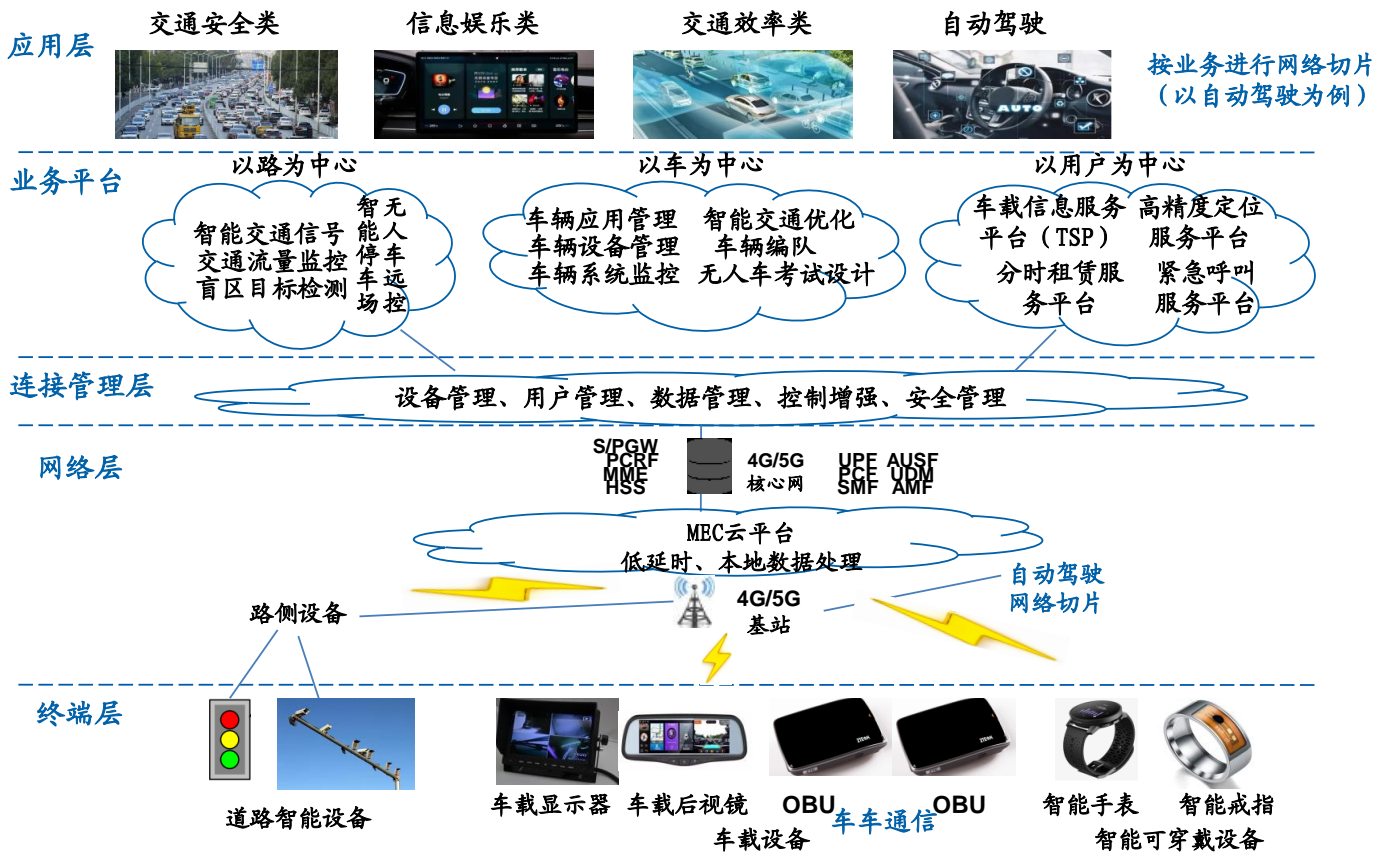 应用层
交通安全类
信息娱乐类
交通效率类
自动驾驶
AUTO
按业务进行网络切片
（以自动驾驶为例）
业务平台
以路为中心
智能交通信号
交通流量监控
盲区目标检测
智能停车场
无人车远控
以车为中心
车辆应用管理
车辆设备管理
车辆系统监控
智能交通优化
车辆编队
无人车考试设计
以用户为中心
车载信息服务
平台（TSP）
高精度定位
服务平台
分时租赁服
务平台
紧急呼叫
服务平台
连接管理层
设备管理、用户管理、数据管理、控制增强、安全管理
网络层
S/PGW
PCRF
MME
HSS
4G/5G
核心网
UPF AUSF
PCF UDM
SMF AMF
MEC云平台
低延时、本地数据处理
自动驾驶
网络切片
4G/5G
基站
路侧设备
终端层
道路智能设备
车载显示器
车载后视镜
OBU
车车通信
OBU
车载设备
智能手表
智能戒指
智能可穿戴设备